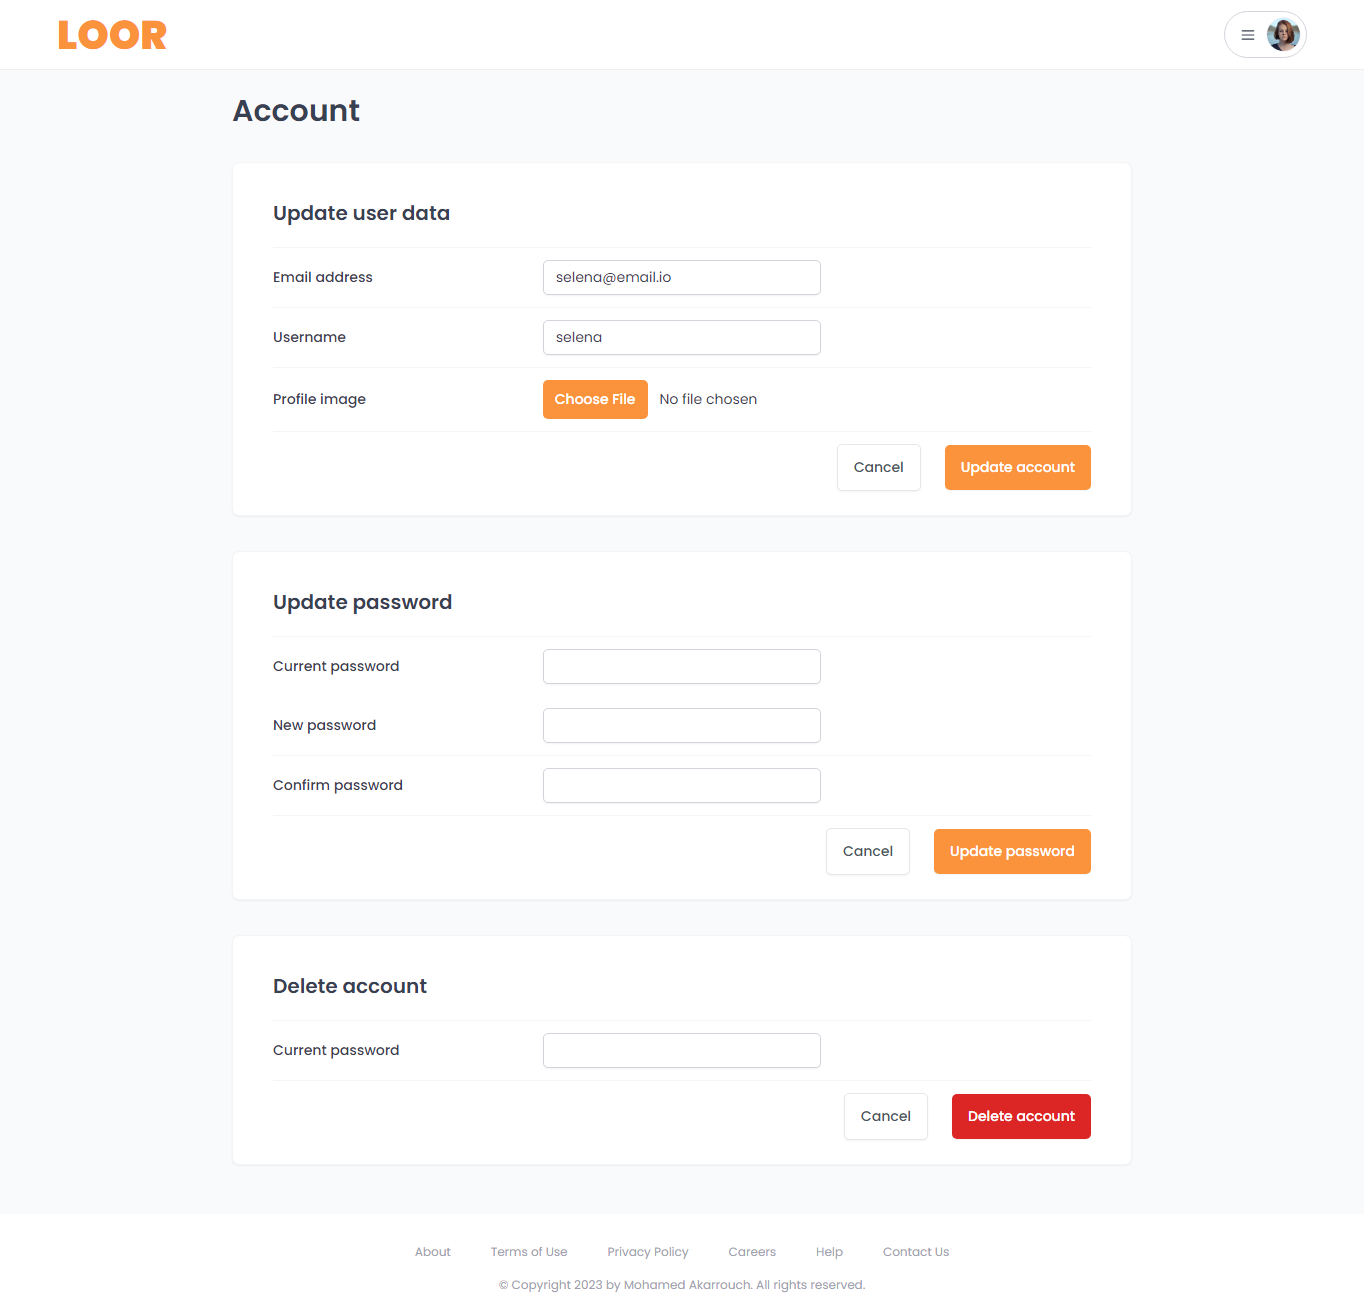 LOOR
Account
Update user data
Email address selena@email.io
Username selena
Profile image Choose File No file chosen
Cancel Update account
Update password
Current password
New password
Confirm password
Cancel Update password
Delete account
Current password
Cancel Delete account
About Terms of Use Privacy Policy Careers Help Contact Us
© Copyright 2023 by Mohamed Akarrouch. All rights reserved.